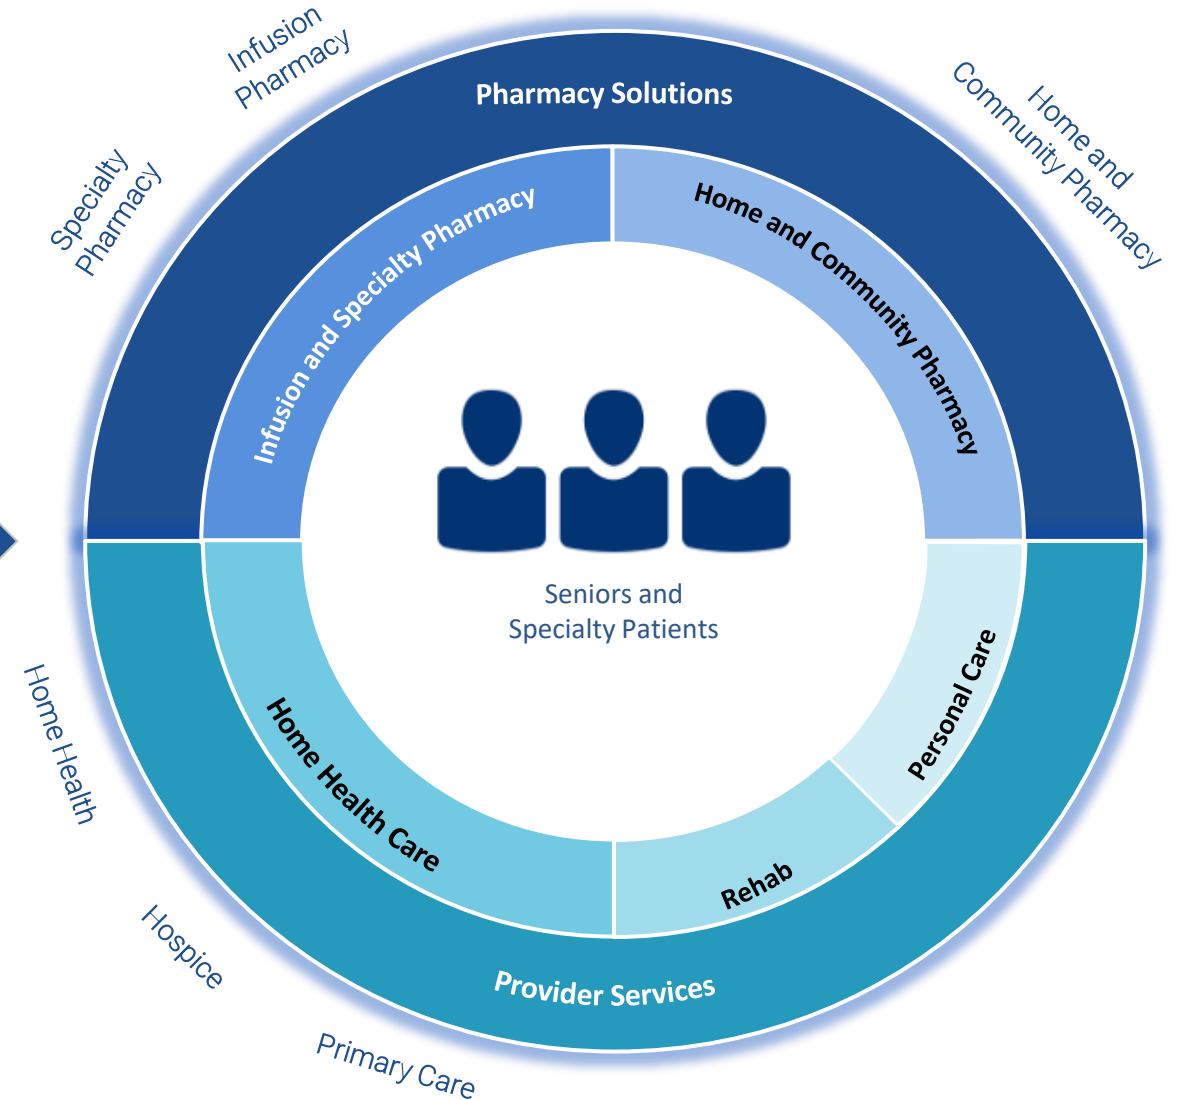 Infusion
Pharmacy
Specialty
Pharmacy
Home and
Community Pharmacy
Pharmacy Solutions
Infusion and Specialty Pharmacy
Home and Community Pharmacy
Seniors and
Specialty Patients
Personal Care
Rehab
Home Health Care
Provider Services
Home Health
Hospice
Primary Care